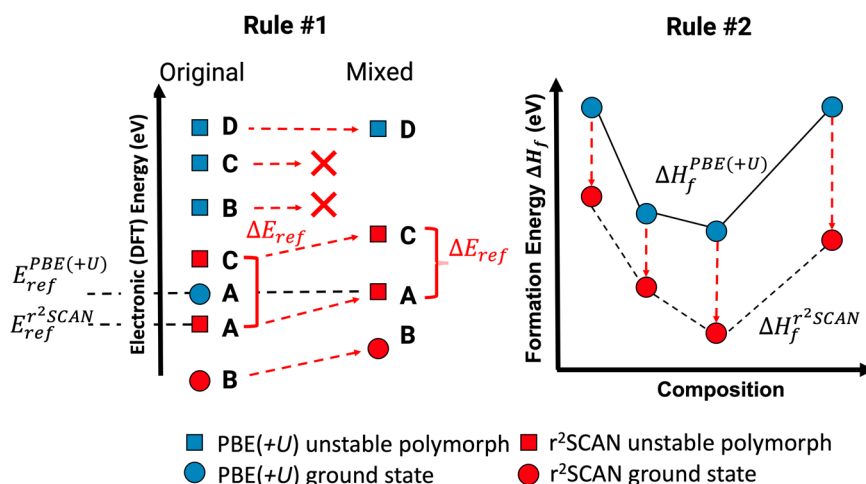 Rule #1
Rule #2
Original
Mixed
Electronic (DFT) Energy (eV)
D
C
B
C
A
A
B
D
C
A
B
ΔE_ref
ΔE_ref
E_ref^PBE(+U)
E_ref^r²SCAN
Formation Energy ΔH_f (eV)
ΔH_f^PBE(+U)
ΔH_f^r²SCAN
Composition
PBE(+U) unstable polymorph
r²SCAN unstable polymorph
PBE(+U) ground state
r²SCAN ground state